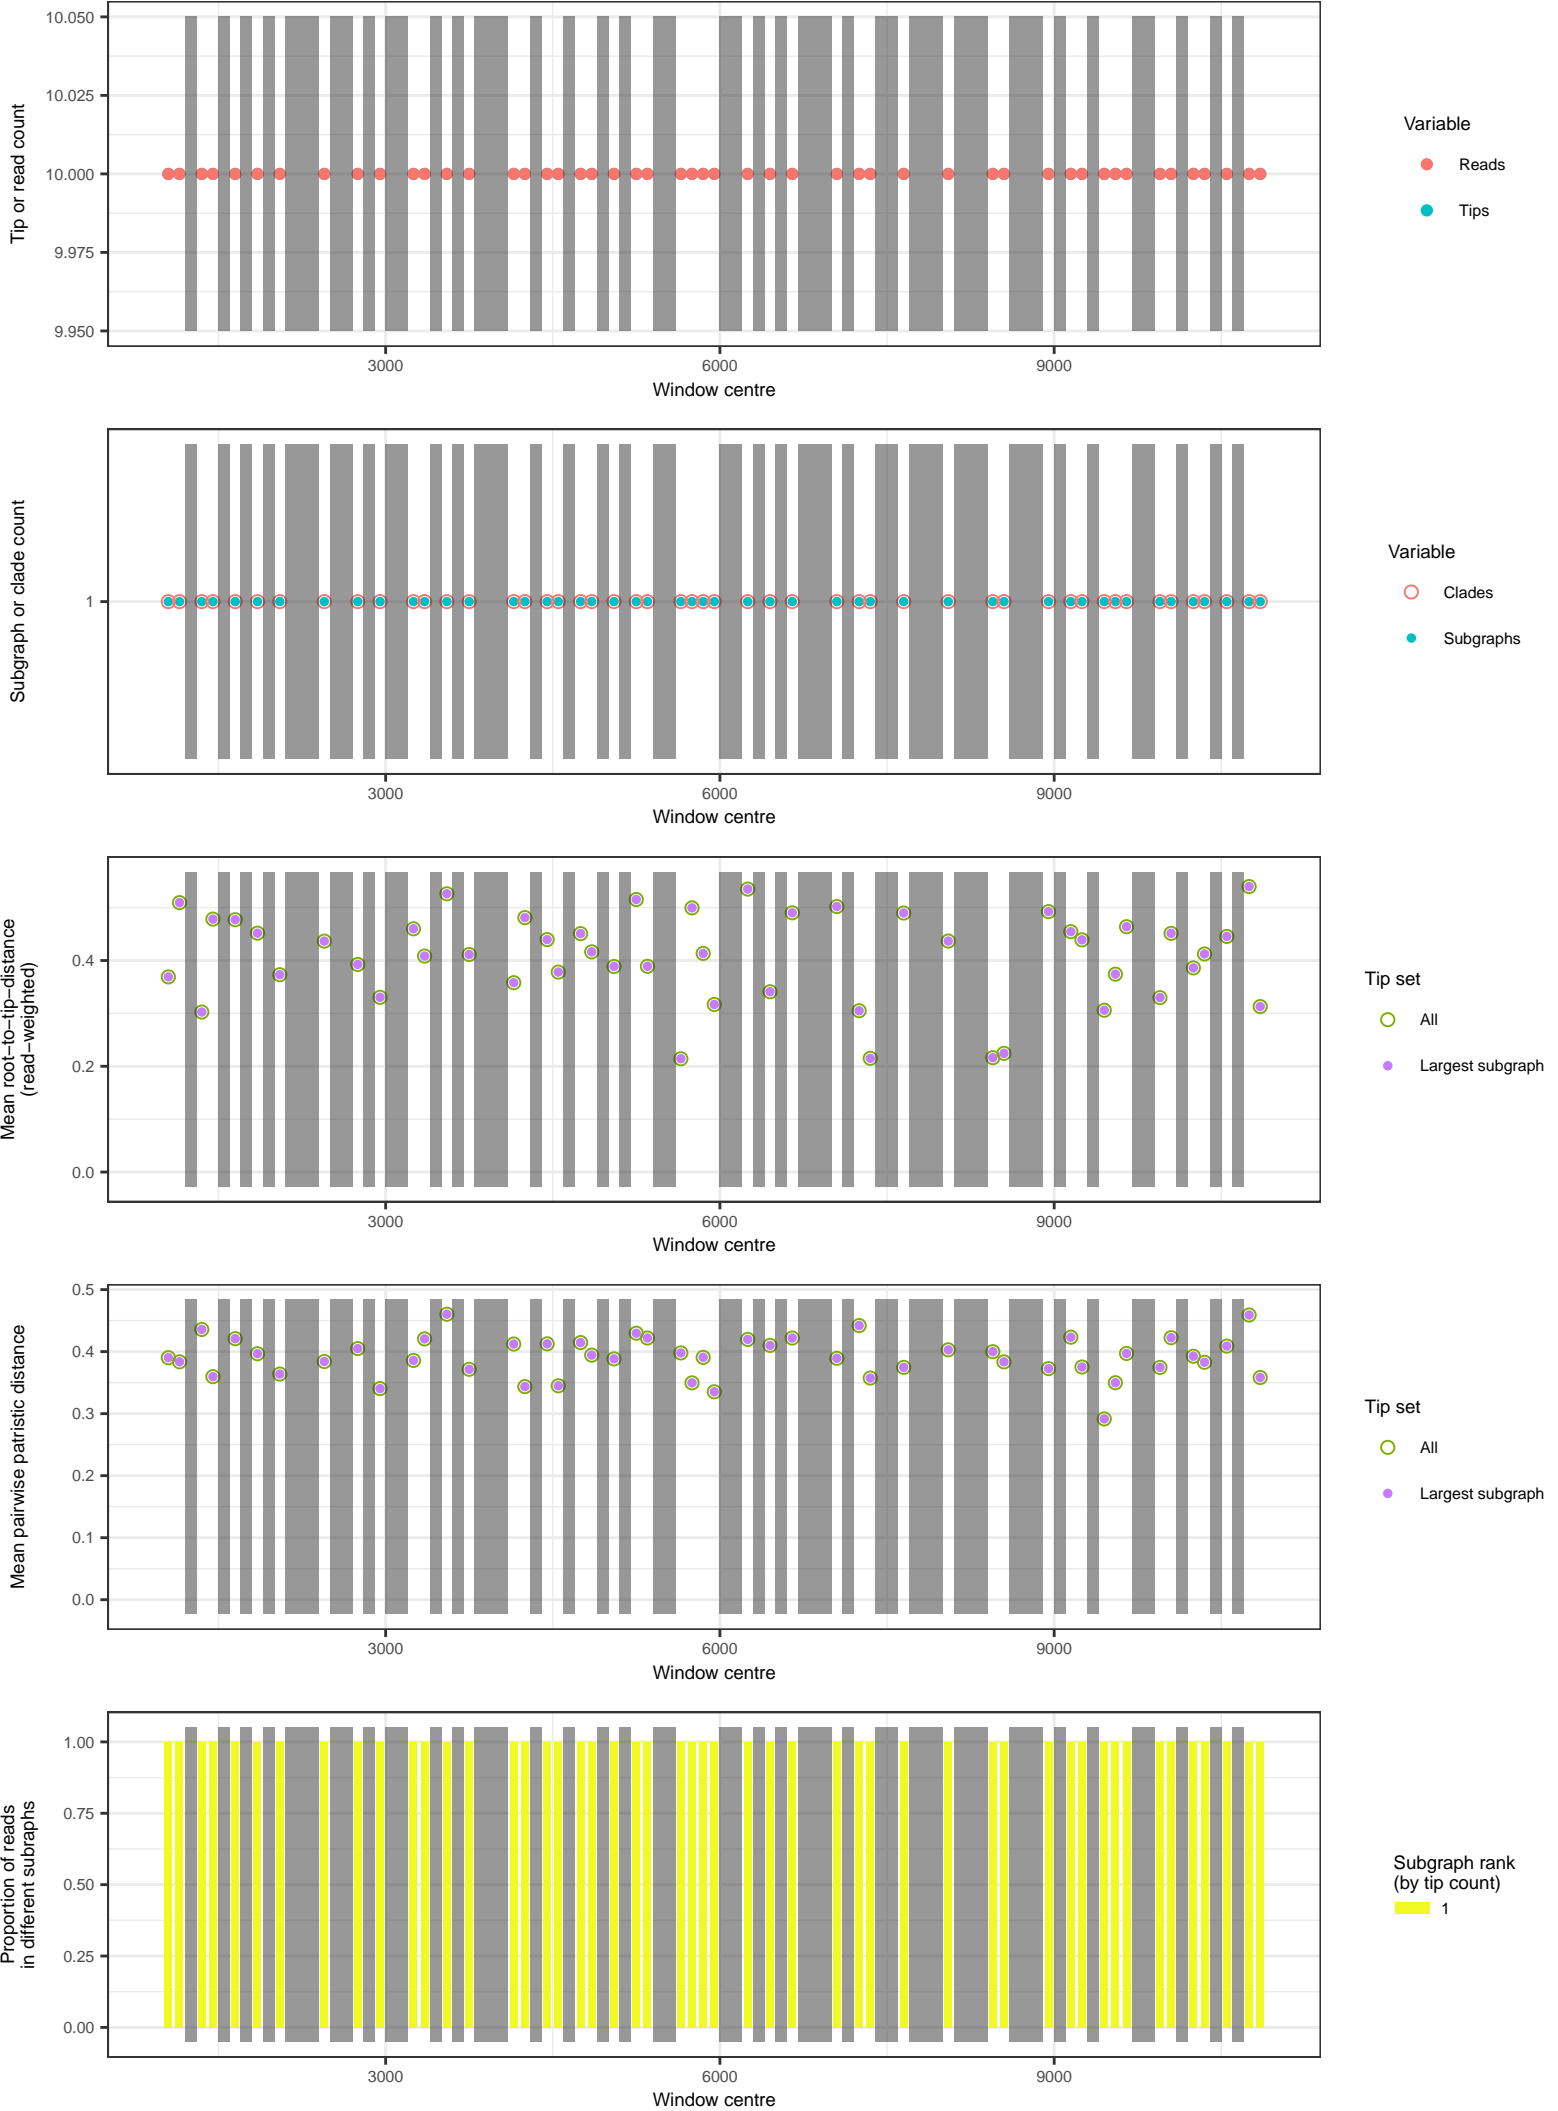 10.050
10.025
10.000
9.975
9.950
Tip or read count
3000
6000
9000
Window centre
Variable
Reads
Tips
1
Subgraph or clade count
3000
6000
9000
Window centre
Variable
Clades
Subgraphs
0.4
0.2
0.0
Mean root−to−tip−distance
(read−weighted)
3000
6000
9000
Window centre
Tip set
All
Largest subgraph
0.5
0.4
0.3
0.2
0.1
0.0
Mean pairwise patristic distance
3000
6000
9000
Window centre
Tip set
All
Largest subgraph
1.00
0.75
0.50
0.25
0.00
Proportion of reads
in different subraphs
3000
6000
9000
Window centre
Subgraph rank
(by tip count)
1